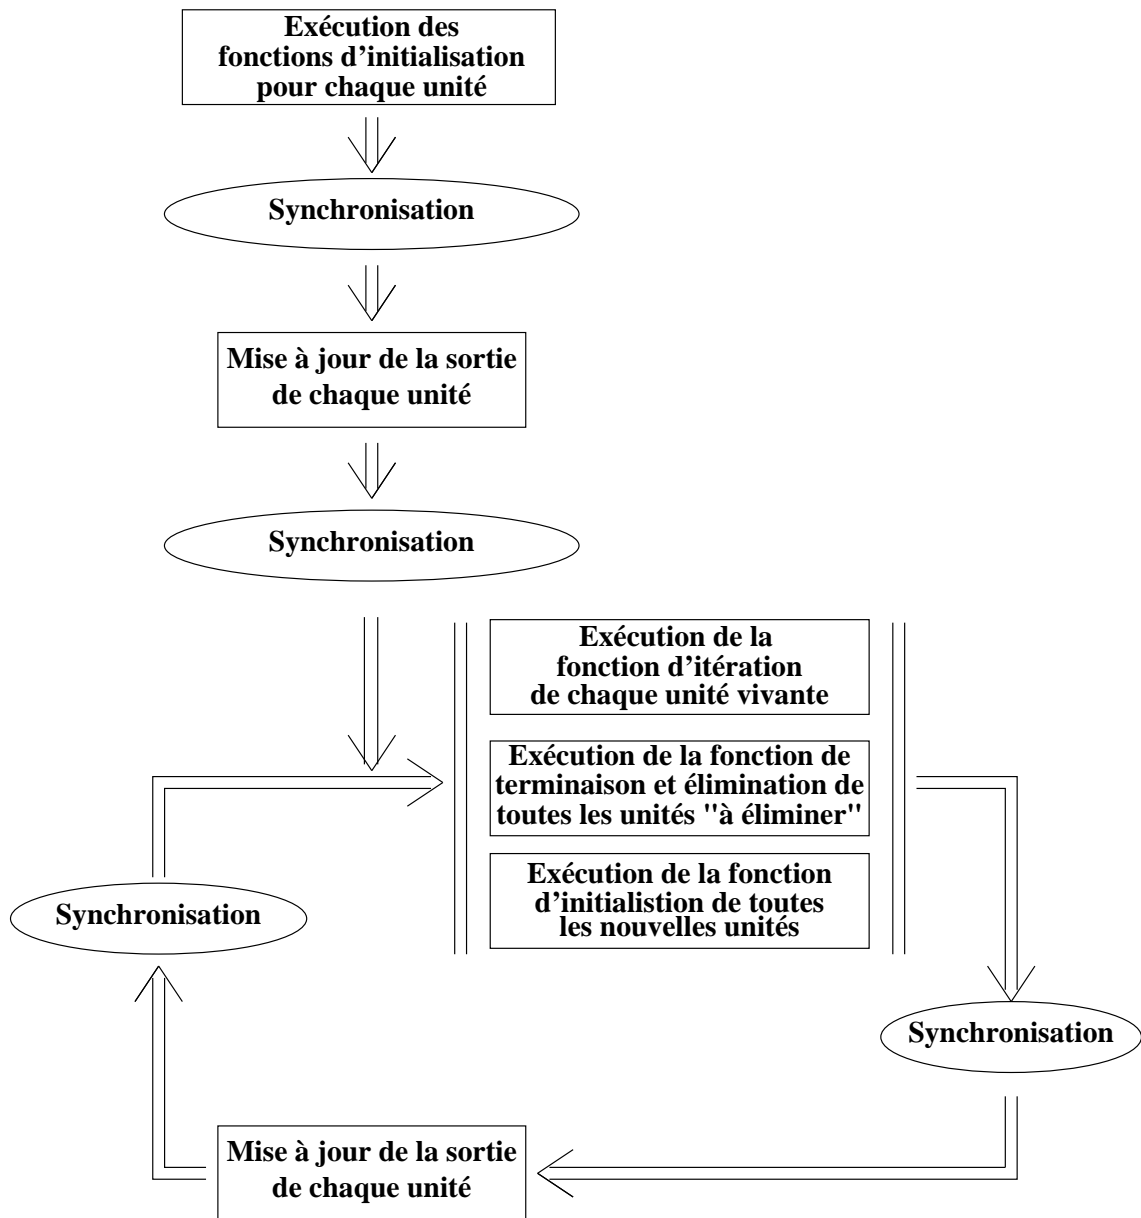 Exécution des
fonctions d'initialisation
pour chaque unité
Synchronisation
Mise à jour de la sortie
de chaque unité
Synchronisation
Exécution de la
fonction d'itération
de chaque unité vivante
Exécution de la fonction de
terminaison et élimination de
toutes les unités "à éliminer"
Exécution de la fonction
d'initialistion de toutes
les nouvelles unités
Synchronisation
Synchronisation
Mise à jour de la sortie
de chaque unité